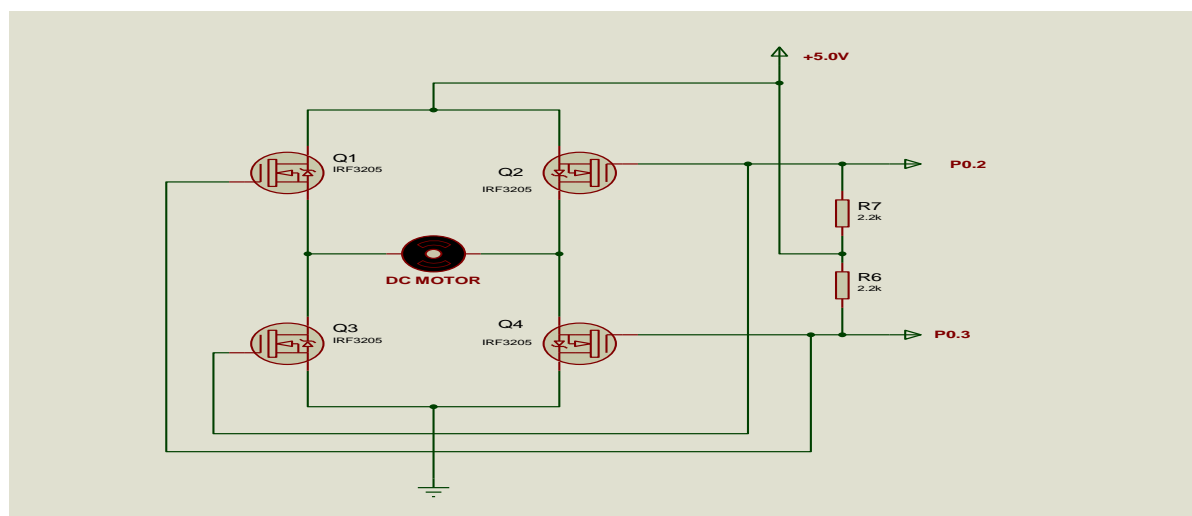 +5.0V
Q1
IRF3205
Q2
IRF3205
P0.2
R7
2.2k
DC MOTOR
R6
2.2k
Q3
IRF3205
Q4
IRF3205
P0.3